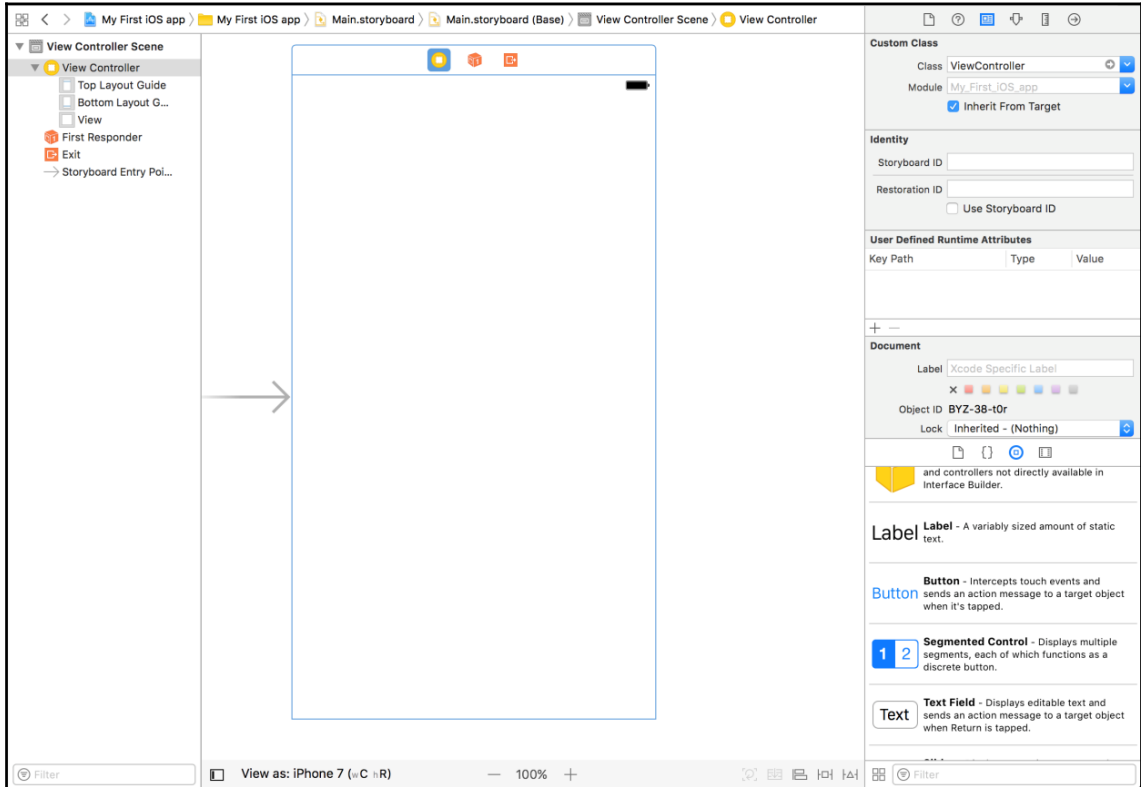 My First iOS app 〉 My First iOS app 〉 Main.storyboard 〉 Main.storyboard (Base) 〉 View Controller Scene 〉 View Controller
View Controller Scene
View Controller
Top Layout Guide
Bottom Layout G...
View
First Responder
Exit
Storyboard Entry Poi...
Filter
View as: iPhone 7 (wC hR)
— 100% +
Custom Class
Class ViewController
Module My_First_iOS_app
Inherit From Target
Identity
Storyboard ID
Restoration ID
Use Storyboard ID
User Defined Runtime Attributes
Key Path Type Value
+ —
Document
Label Xcode Specific Label
Object ID BYZ-38-t0r
Lock Inherited - (Nothing)
{}
and controllers not directly available in
Interface Builder.
Label
Label - A variably sized amount of static
text.
Button
Button - Intercepts touch events and
sends an action message to a target object
when it's tapped.
1 2
Segmented Control - Displays multiple
segments, each of which functions as a
discrete button.
Text
Text Field - Displays editable text and
sends an action message to a target object
when Return is tapped.
Filter